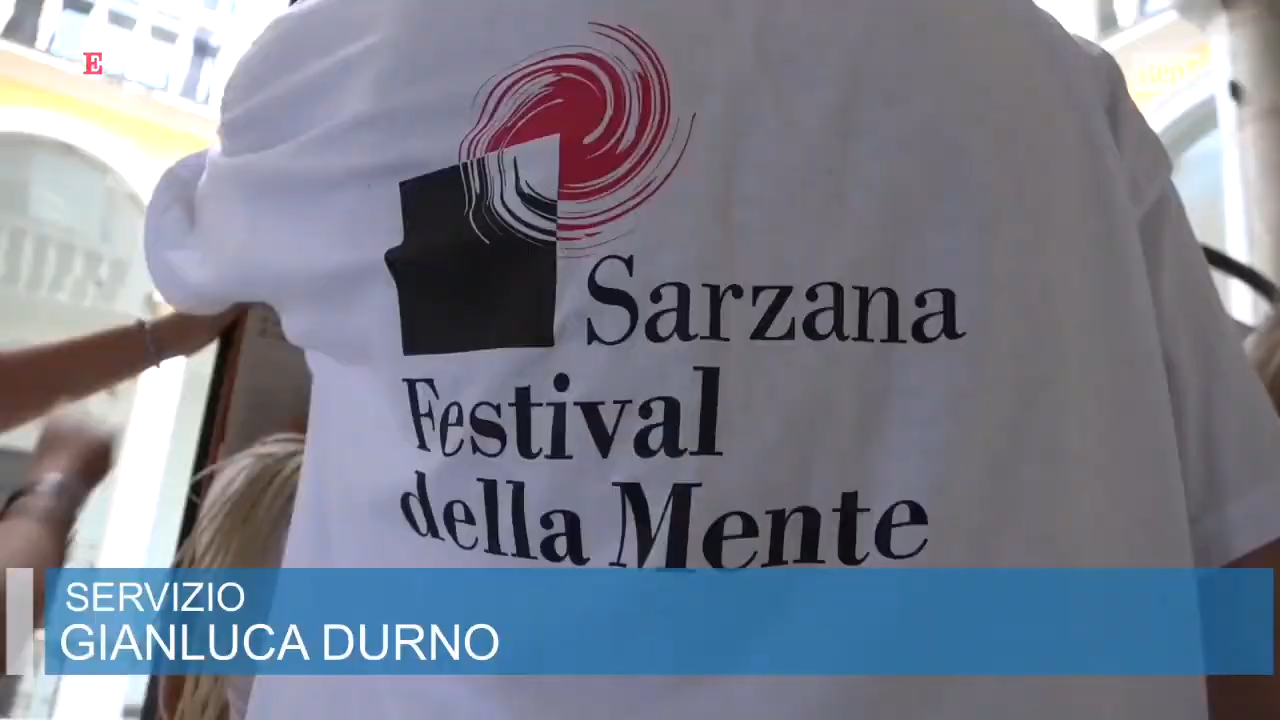 E
Sarzana
Festival
della Mente
SERVIZIO
GIANLUCA DURNO